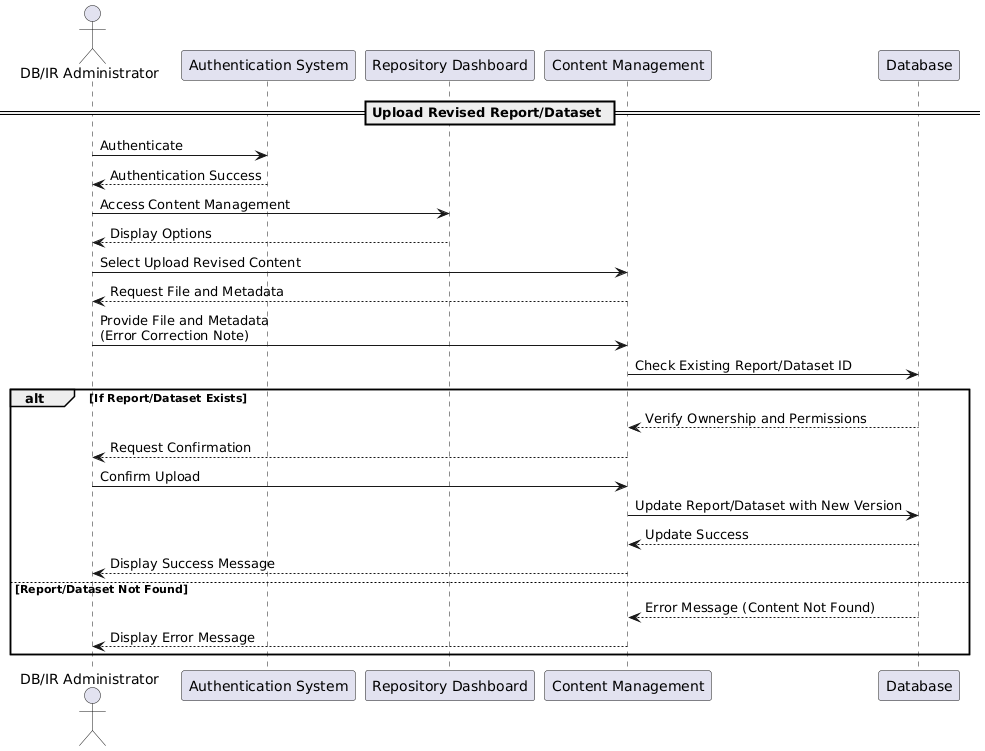 DB/IR Administrator
Authentication System
Repository Dashboard
Content Management
Database
Upload Revised Report/Dataset
Authenticate
Authentication Success
Access Content Management
Display Options
Select Upload Revised Content
Request File and Metadata
Provide File and Metadata
(Error Correction Note)
Check Existing Report/Dataset ID
alt
[If Report/Dataset Exists]
Verify Ownership and Permissions
Request Confirmation
Confirm Upload
Update Report/Dataset with New Version
Update Success
Display Success Message
[Report/Dataset Not Found]
Error Message (Content Not Found)
Display Error Message
DB/IR Administrator
Authentication System
Repository Dashboard
Content Management
Database